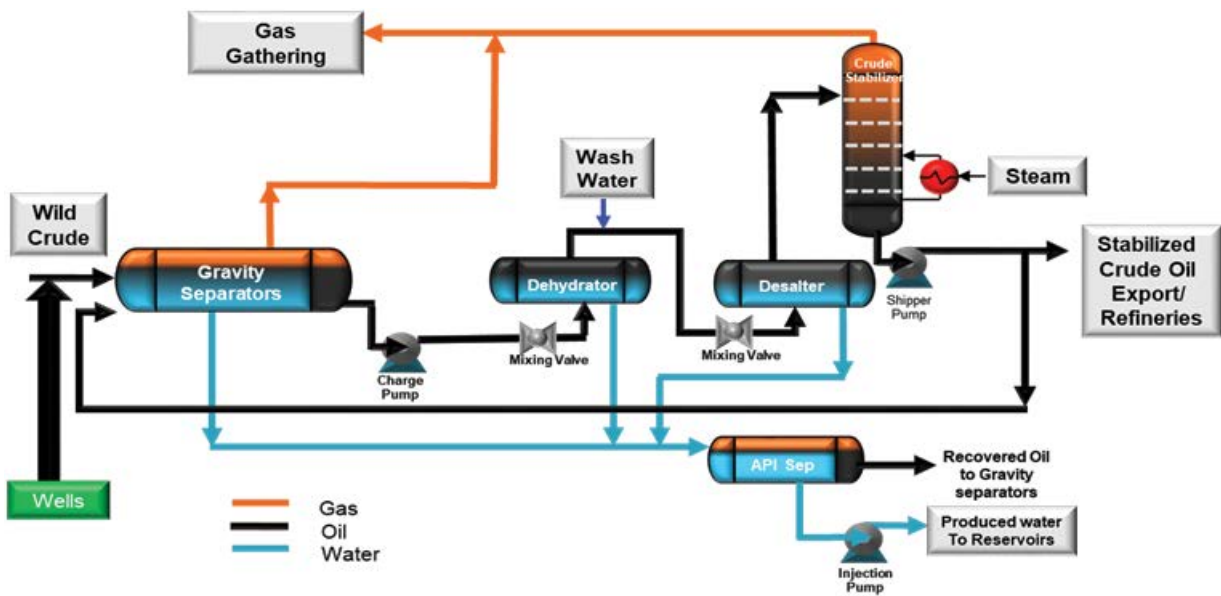 Gas
Gathering
Crude
Stabilizer
Wash
Water
Steam
Wild
Crude
Gravity
Separators
Dehydrator
Desalter
Shipper
Pump
Stabilized
Crude Oil
Export/
Refineries
Mixing Valve
Mixing Valve
Charge
Pump
API Sep
Recovered Oil
to Gravity
separators
Wells
Gas
Oil
Water
Produced water
To Reservoirs
Injection
Pump